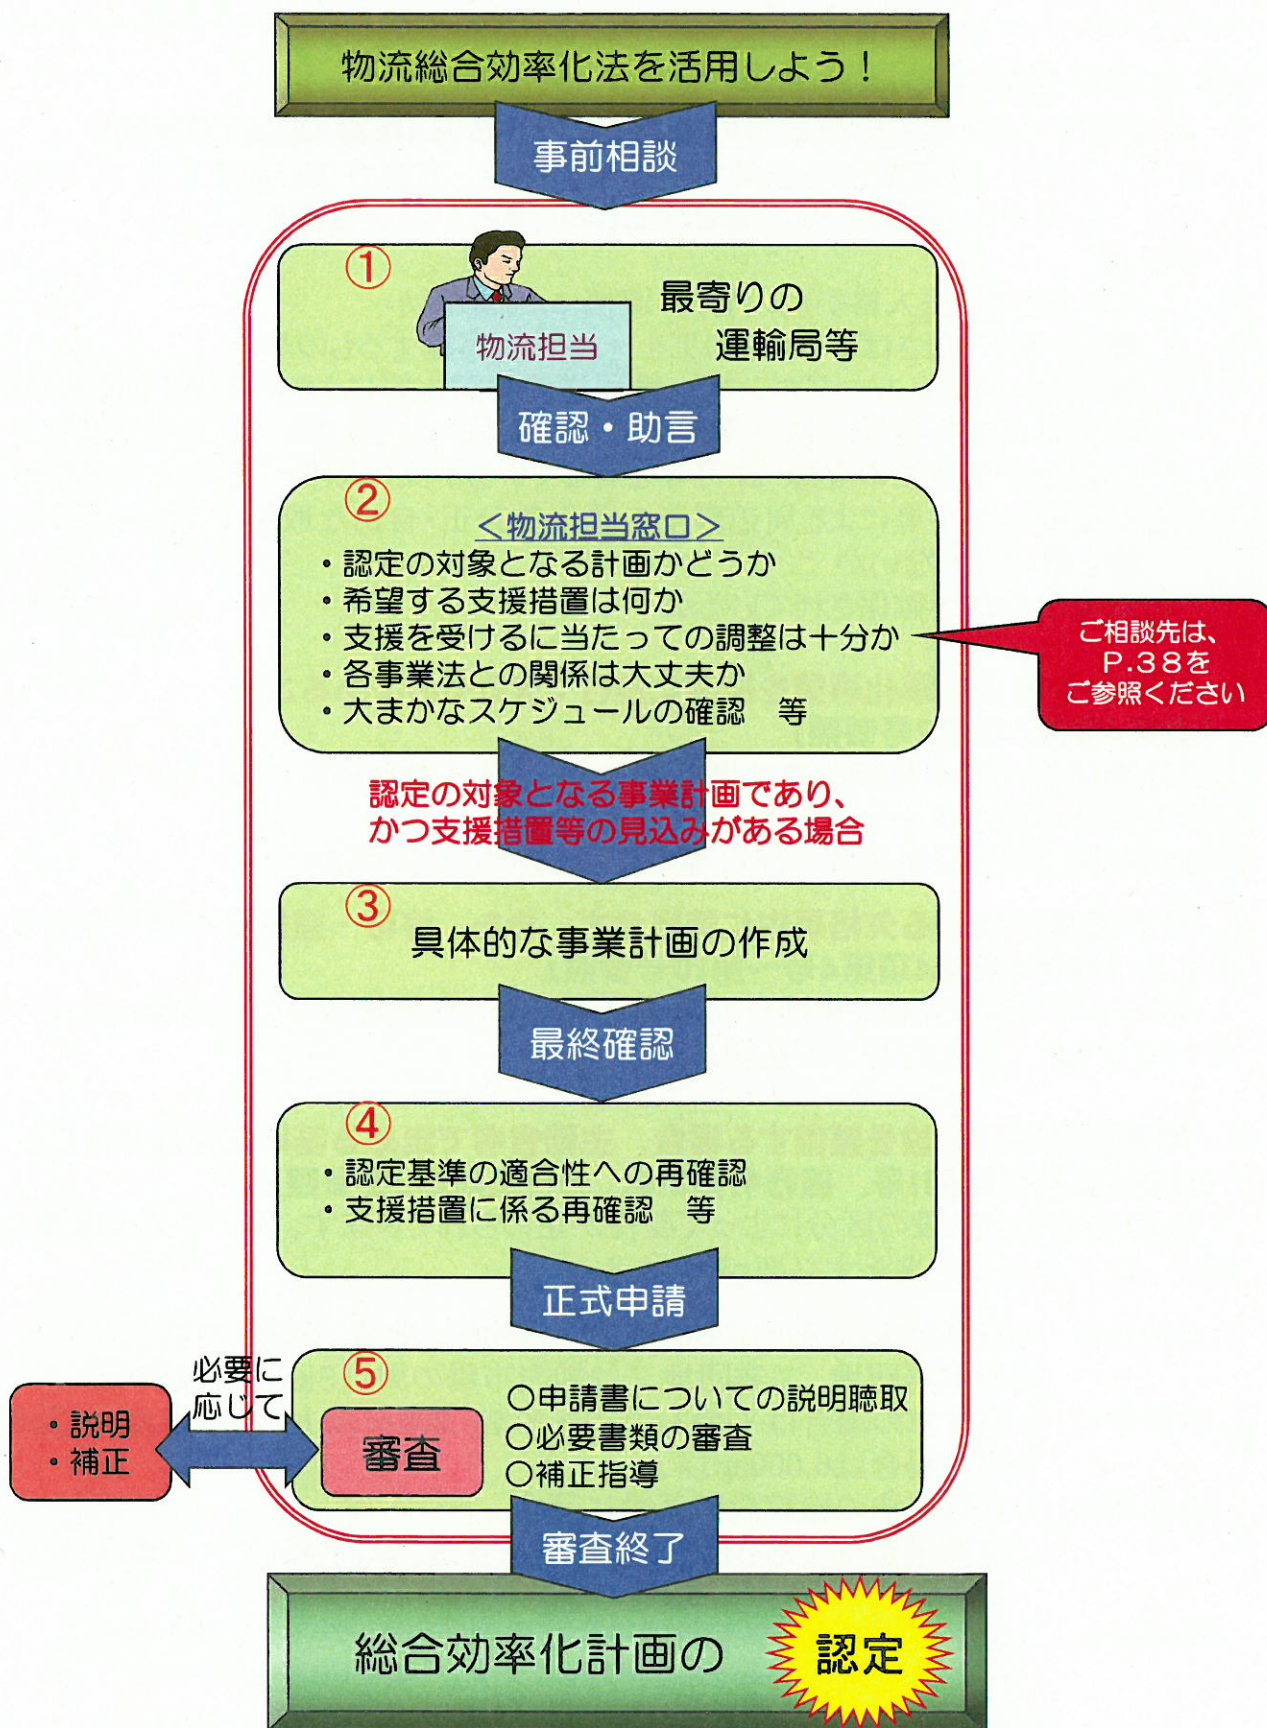 物流総合効率化法を活用しよう！
事前相談
①
物流担当
最寄りの
運輸局等
確認・助言
②
＜物流担当窓口＞
・認定の対象となる計画かどうか
・希望する支援措置は何か
・支援を受けるに当たっての調整は十分か
・各事業法との関係は大丈夫か
・大まかなスケジュールの確認　等
ご相談先は、
P.38を
ご参照ください
認定の対象となる事業計画であり、
かつ支援措置等の見込みがある場合
③
具体的な事業計画の作成
最終確認
④
・認定基準の適合性への再確認
・支援措置に係る再確認　等
正式申請
必要に
応じて
・説明
・補正
⑤
審査
○申請書についての説明聴取
○必要書類の審査
○補正指導
審査終了
総合効率化計画の
認定